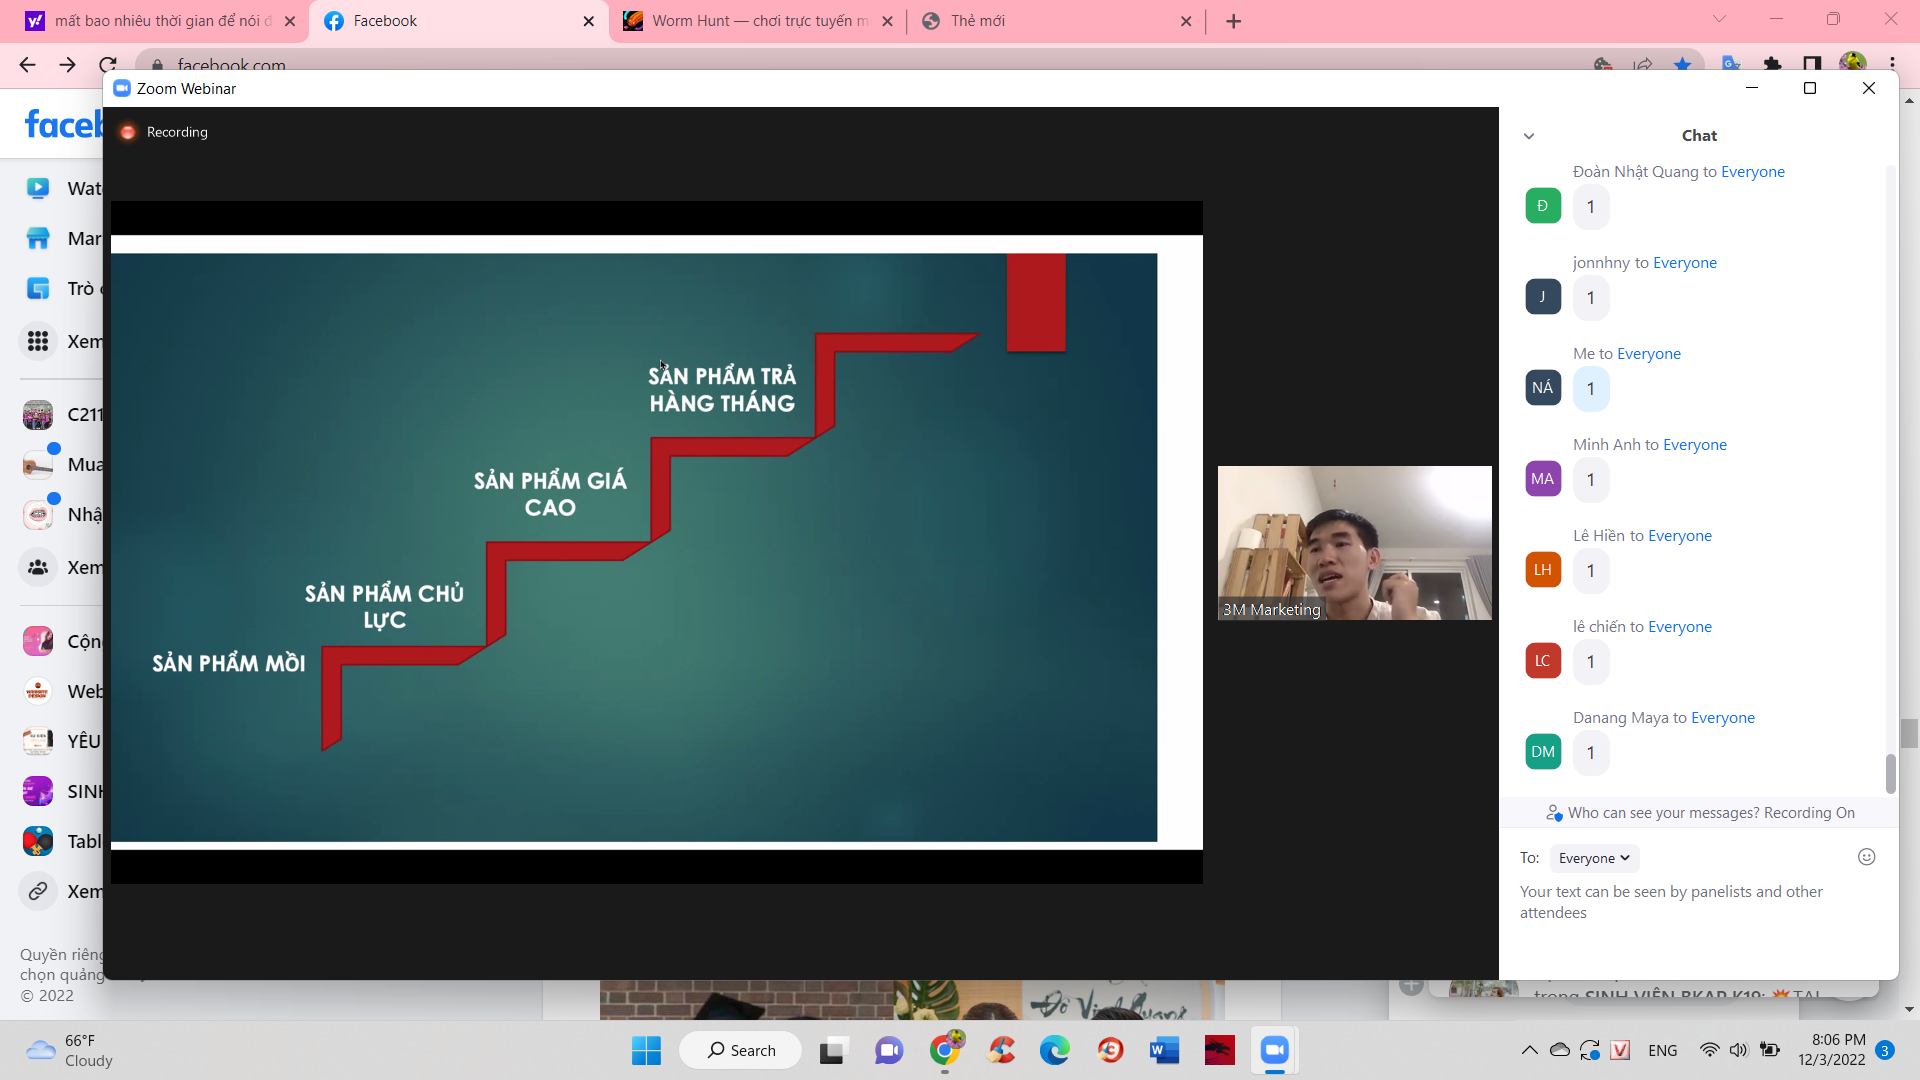 mất bao nhiêu thời gian để nói đ
Facebook
Worm Hunt — chơi trực tuyến m
Thẻ mới
facebook.com
Zoom Webinar
faceb
Recording
Wat
Mar
Trò c
Xem
C211
Mua
Nhậ
Xem
Cộn
Web
YÊU
SINH
Tabl
Xem
Quyền riêng
chọn quảng
© 2022
SẢN PHẨM TRẢ
HÀNG THÁNG
SẢN PHẨM GIÁ
CAO
SẢN PHẨM CHỦ
LỰC
SẢN PHẨM MỒI
3M Marketing
Chat
Đoàn Nhật Quang to Everyone
Đ
1
jonnhny to Everyone
J
1
Me to Everyone
NÁ
1
Minh Anh to Everyone
MA
1
Lê Hiền to Everyone
LH
1
lê chiến to Everyone
LC
1
Danang Maya to Everyone
DM
1
Who can see your messages? Recording On
To: Everyone
Your text can be seen by panelists and other
attendees
trong SINH VIÊN BKAP K19: 💥TẠI
66°F
Cloudy
Search
ENG
8:06 PM
12/3/2022
3